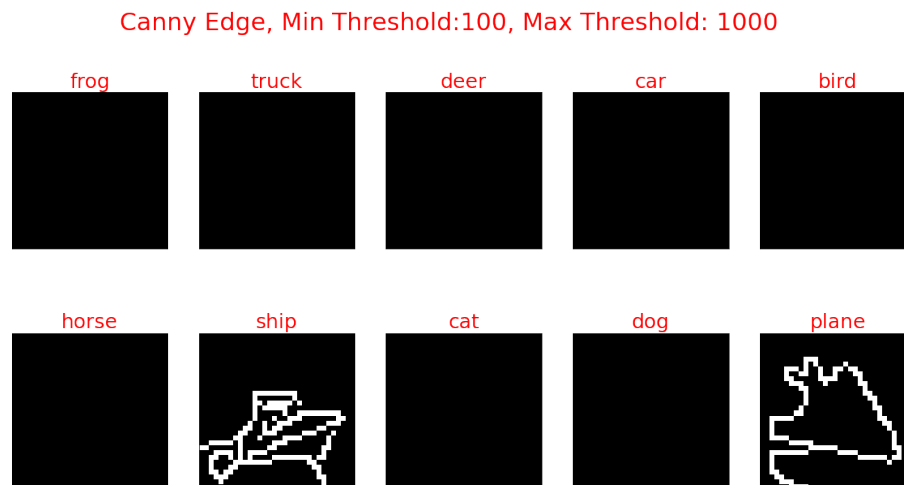 Canny Edge, Min Threshold:100, Max Threshold: 1000
frog truck deer car bird
horse ship cat dog plane